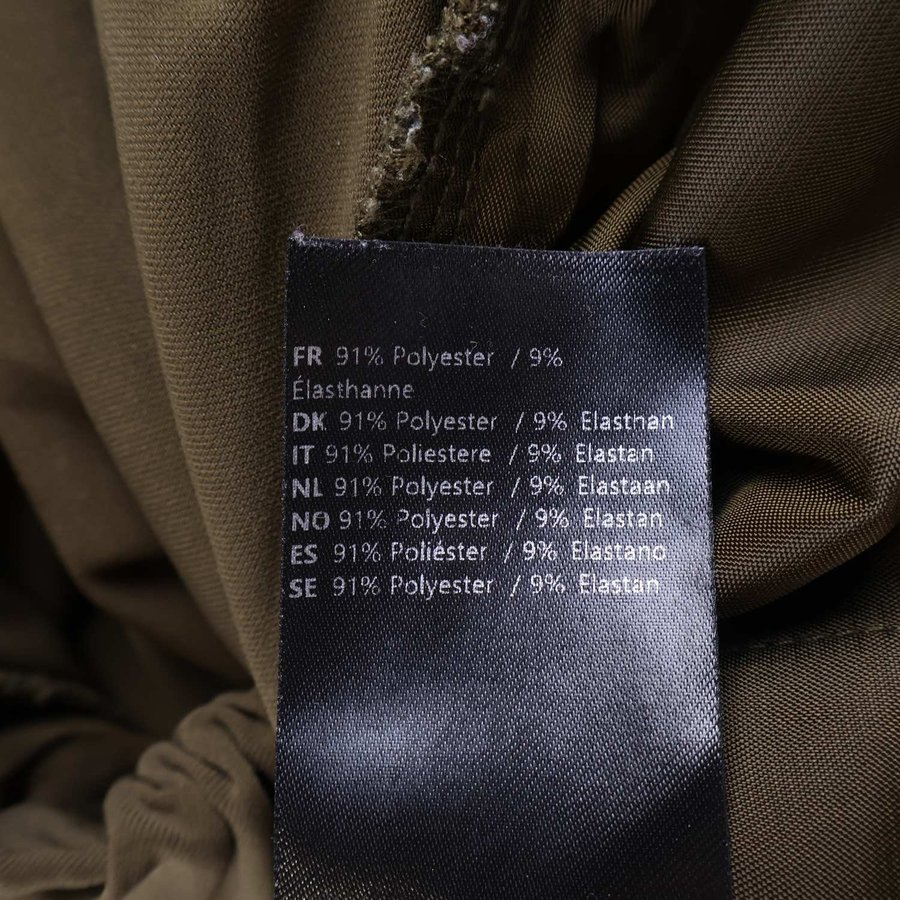 FR 91% Polyester / 9%
Élasthanne
DK 91% Polyester / 9% Elasthan
IT 91% Poliestere / 9% Elastan
NL 91% Polyester / 9% Elastaan
NO 91% Polyester / 9% Elastan
ES 91% Poliéster / 9% Elastano
SE 91% Polyester / 9% Elastan